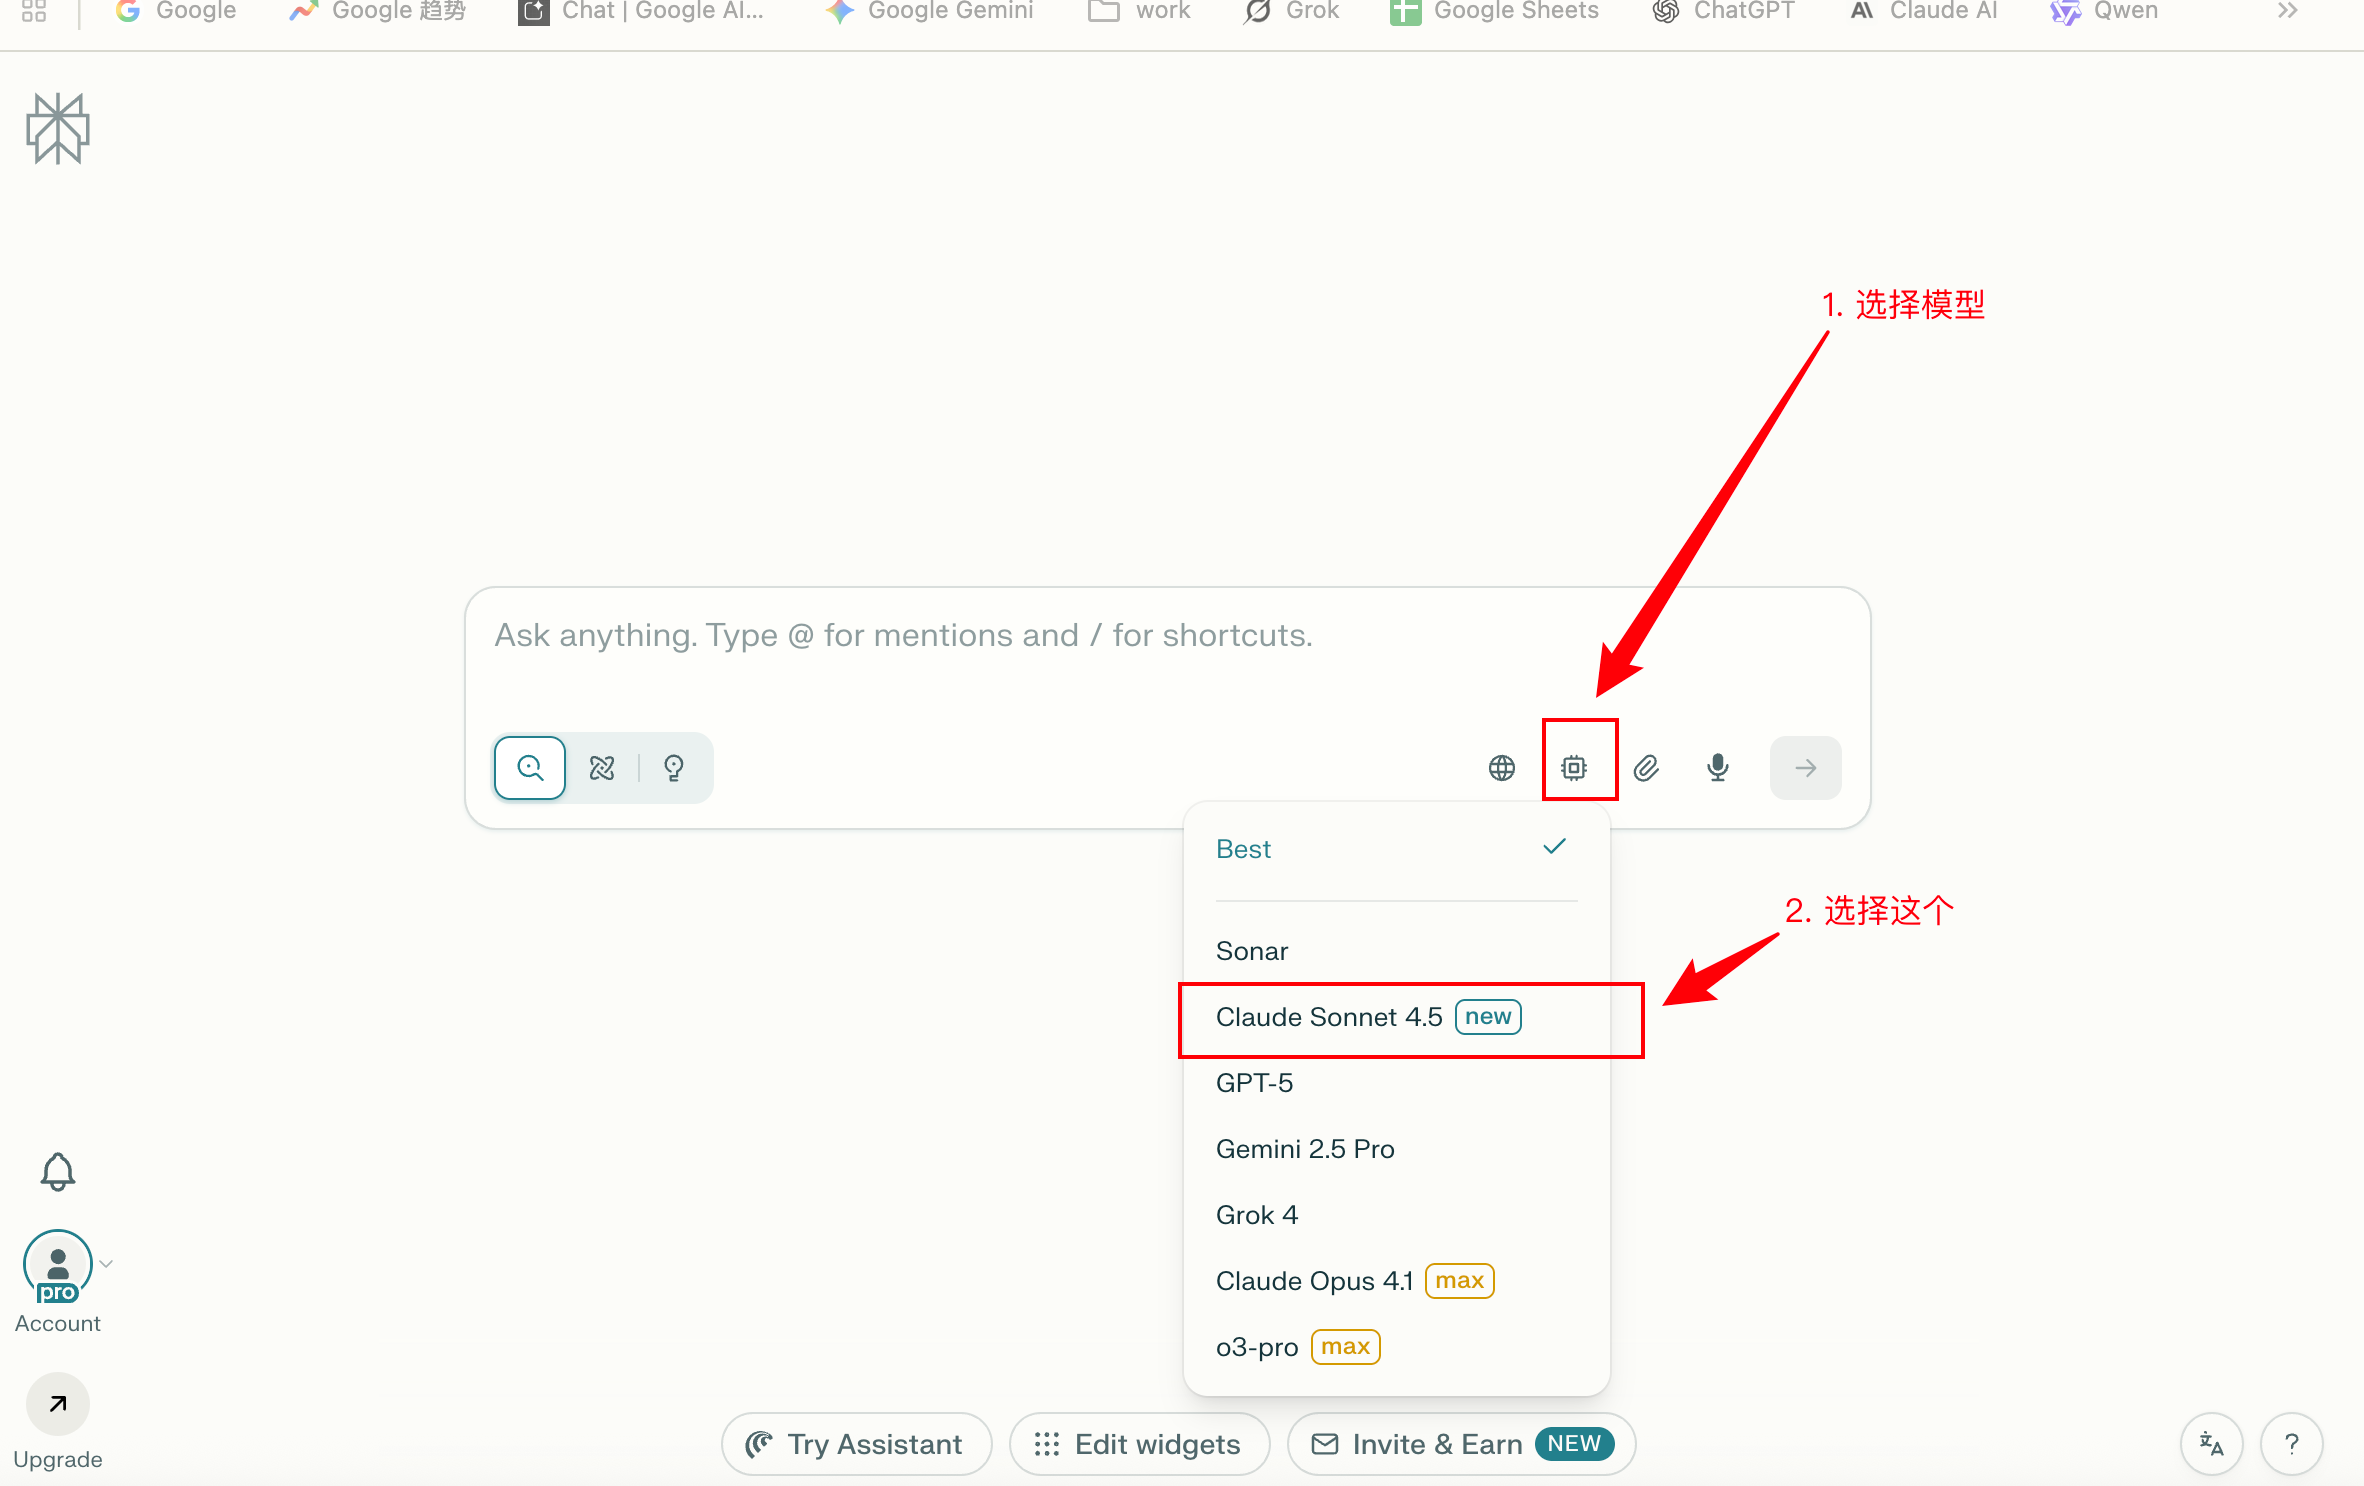 Google
Google 趋势
Chat | Google AI...
Google Gemini
work
Grok
Google Sheets
ChatGPT
Claude AI
Qwen
1. 选择模型
Ask anything. Type @ for mentions and / for shortcuts.
Best
2. 选择这个
Sonar
Claude Sonnet 4.5 new
GPT-5
Gemini 2.5 Pro
Grok 4
Claude Opus 4.1 max
o3-pro max
pro
Account
Upgrade
Try Assistant
Edit widgets
Invite & Earn NEW